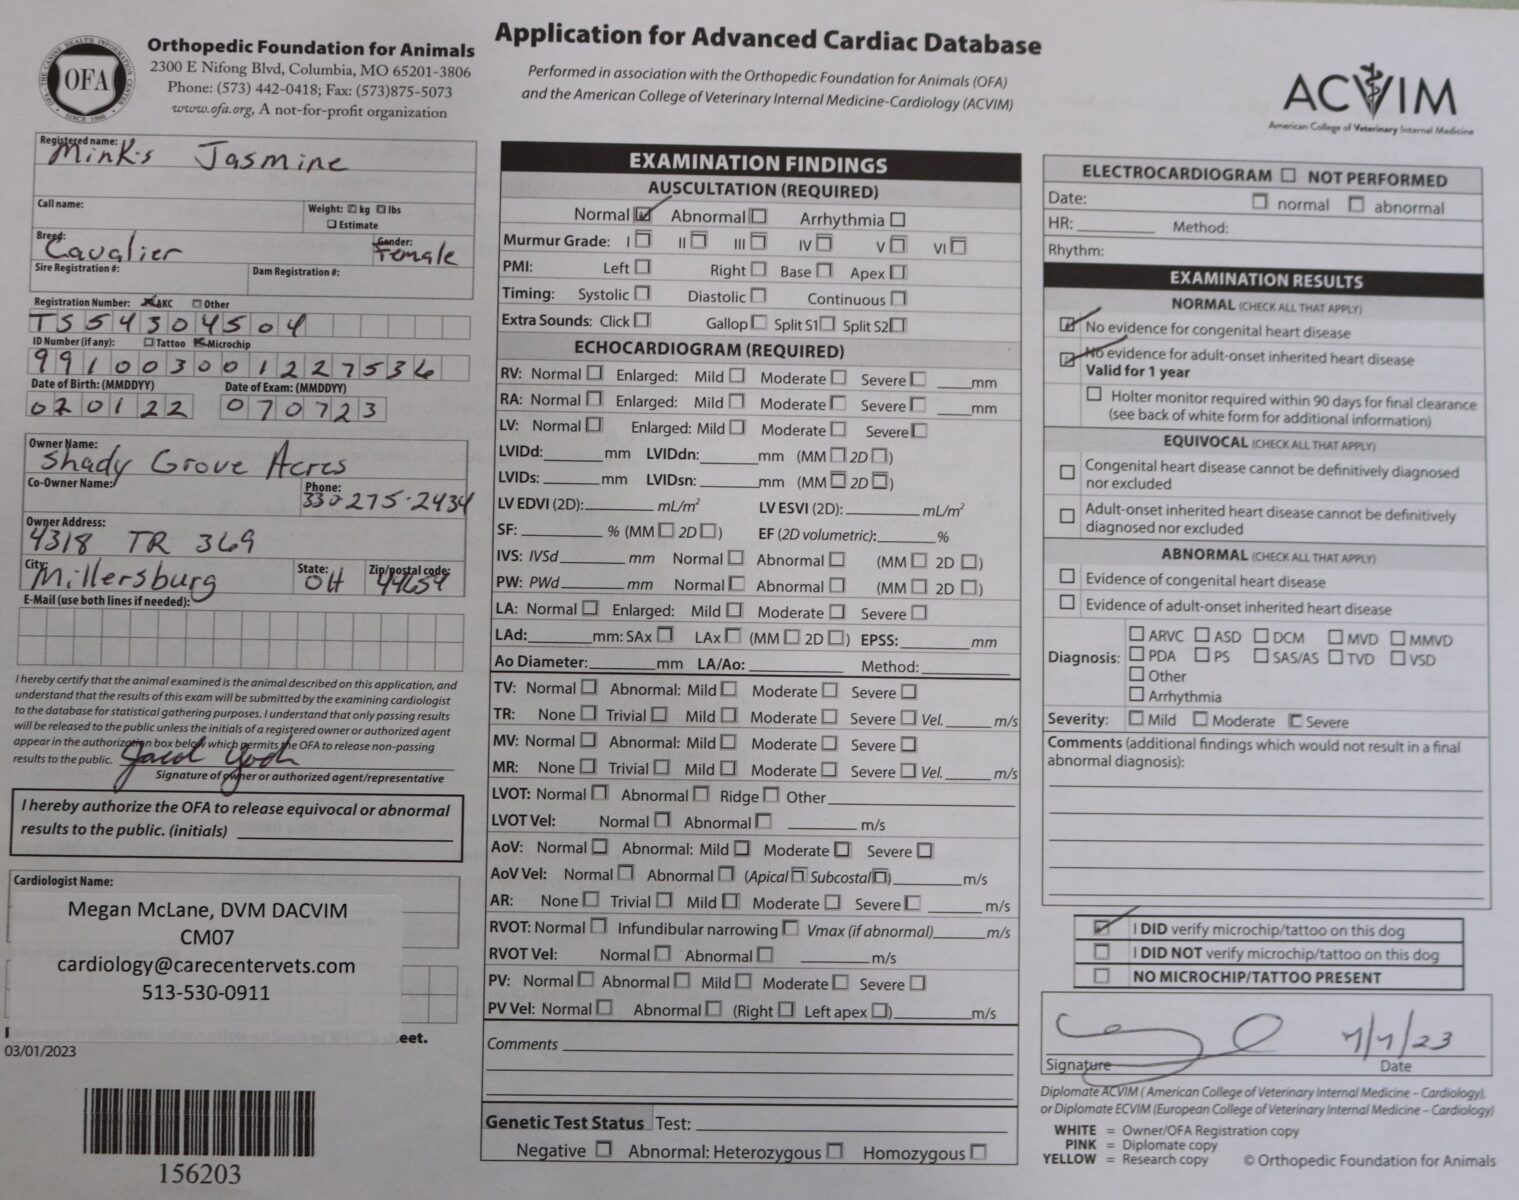 Orthopedic Foundation for Animals
2300 E Nifong Blvd, Columbia, MO 65201-3806
Phone: (573) 442-0418; Fax: (573)875-5073
www.ofa.org, A not-for-profit organization
OFA
Application for Advanced Cardiac Database
Performed in association with the Orthopedic Foundation for Animals (OFA)
and the American College of Veterinary Internal Medicine-Cardiology (ACVIM)
ACVIM
American College of Veterinary Internal Medicine
Registered name:
Mink's Jasmine
Call name:
Weight: kg lbs
Estimate
Breed: Gender:
Cavalier Female
Sire Registration #: Dam Registration #:
Registration Number: AKC Other
TS54304504
ID Number (if any): Tattoo Microchip
991003001227536
Date of Birth: (MMDDYY) Date of Exam: (MMDDYY)
020122 070723
Owner Name:
Shady Grove Acres
Co-Owner Name: Phone:
330-275-2434
Owner Address:
4318 TR 369
City: State: Zip/postal code:
Millersburg OH 44654
E-Mail (use both lines if needed):
I hereby certify that the animal examined is the animal described on this application, and
understand that the results of this exam will be submitted by the examining cardiologist
to the database for statistical gathering purposes. I understand that only passing results
will be released to the public unless the initials of a registered owner or authorized agent
appear in the authorization box below which permits the OFA to release non-passing
results to the public.
Signature of owner or authorized agent/representative
I hereby authorize the OFA to release equivocal or abnormal
results to the public. (initials)
Cardiologist Name:
Megan McLane, DVM DACVIM
CM07
cardiology@carecentervets.com
513-530-0911
eet.
03/01/2023
156203
EXAMINATION FINDINGS
AUSCULTATION (REQUIRED)
Normal Abnormal Arrhythmia
Murmur Grade: I II III IV V VI
PMI: Left Right Base Apex
Timing: Systolic Diastolic Continuous
Extra Sounds: Click Gallop Split S1 Split S2
ECHOCARDIOGRAM (REQUIRED)
RV: Normal Enlarged: Mild Moderate Severe mm
RA: Normal Enlarged: Mild Moderate Severe mm
LV: Normal Enlarged: Mild Moderate Severe
LVIDd: mm LVIDdn: mm (MM 2D )
LVIDs: mm LVIDsn: mm (MM 2D )
LV EDVI (2D): mL/m² LV ESVI (2D): mL/m²
SF: % (MM 2D ) EF (2D volumetric): %
IVS: IVSd mm Normal Abnormal (MM 2D )
PW: PWd mm Normal Abnormal (MM 2D )
LA: Normal Enlarged: Mild Moderate Severe
LAd: mm: SAx LAx (MM 2D ) EPSS: mm
Ao Diameter: mm LA/Ao: Method:
TV: Normal Abnormal: Mild Moderate Severe
TR: None Trivial Mild Moderate Severe Vel. m/s
MV: Normal Abnormal: Mild Moderate Severe
MR: None Trivial Mild Moderate Severe Vel. m/s
LVOT: Normal Abnormal Ridge Other
LVOT Vel: Normal Abnormal m/s
AoV: Normal Abnormal: Mild Moderate Severe
AoV Vel: Normal Abnormal (Apical Subcostal ) m/s
AR: None Trivial Mild Moderate Severe m/s
RVOT: Normal Infundibular narrowing Vmax (if abnormal) m/s
RVOT Vel: Normal Abnormal m/s
PV: Normal Abnormal Mild Moderate Severe
PV Vel: Normal Abnormal (Right Left apex ) m/s
Comments
Genetic Test Status Test:
Negative Abnormal: Heterozygous Homozygous
ELECTROCARDIOGRAM NOT PERFORMED
Date: normal abnormal
HR: Method:
Rhythm:
EXAMINATION RESULTS
NORMAL (CHECK ALL THAT APPLY)
No evidence for congenital heart disease
No evidence for adult-onset inherited heart disease
Valid for 1 year
Holter monitor required within 90 days for final clearance
(see back of white form for additional information)
EQUIVOCAL (CHECK ALL THAT APPLY)
Congenital heart disease cannot be definitively diagnosed
nor excluded
Adult-onset inherited heart disease cannot be definitively
diagnosed nor excluded
ABNORMAL (CHECK ALL THAT APPLY)
Evidence of congenital heart disease
Evidence of adult-onset inherited heart disease
ARVC ASD DCM MVD MMVD
Diagnosis: PDA PS SAS/AS TVD VSD
Other
Arrhythmia
Severity: Mild Moderate Severe
Comments (additional findings which would not result in a final
abnormal diagnosis):
I DID verify microchip/tattoo on this dog
I DID NOT verify microchip/tattoo on this dog
NO MICROCHIP/TATTOO PRESENT
7/7/23
Signature Date
Diplomate ACVIM ( American College of Veterinary Internal Medicine – Cardiology),
or Diplomate ECVIM (European College of Veterinary Internal Medicine – Cardiology)
WHITE = Owner/OFA Registration copy
PINK = Diplomate copy
YELLOW = Research copy © Orthopedic Foundation for Animals